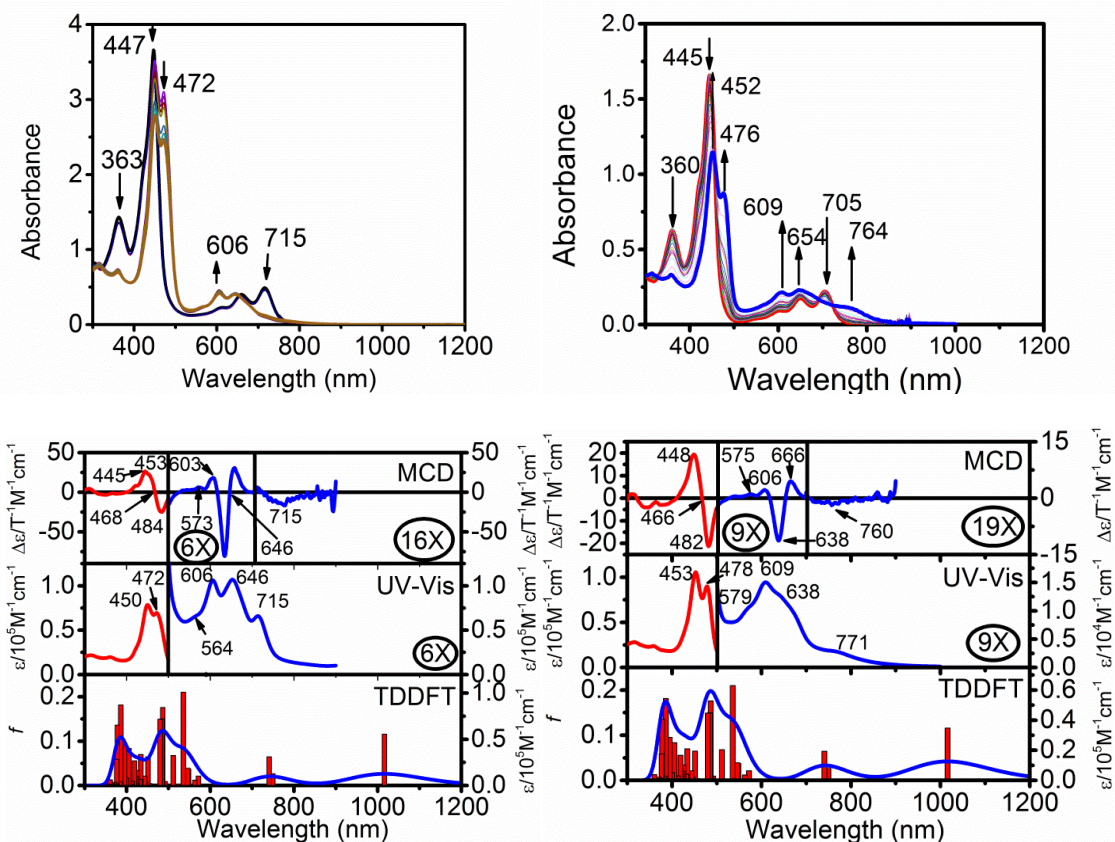 4
3
2
1
0
Absorbance
447
472
363
606
715
400 600 800 1000 1200
Wavelength (nm)
2.0
1.5
1.0
0.5
0.0
Absorbance
445
452
476
360
609
654
705
764
400 600 800 1000 1200
Wavelength (nm)
50
25
0
-25
-50
Δε/T⁻¹M⁻¹cm⁻¹
MCD
445
453
603
468
484
573
6X
646
715
16X
50
0
-50
Δε/T⁻¹M⁻¹cm⁻¹
1.0
0.5
0.0
ε/10⁵M⁻¹cm⁻¹
UV-Vis
472
450
606
646
715
564
6X
1.0
0.5
0.0
ε/10⁵M⁻¹cm⁻¹
0.2
0.1
0.0
f
TDDFT
1.0
0.5
0.0
ε/10⁵M⁻¹cm⁻¹
400 600 800 1000 1200
Wavelength (nm)
20
10
0
-10
-20
Δε/T⁻¹M⁻¹cm⁻¹
MCD
448
575
606
666
466
482
9X
638
760
19X
15
0
-15
Δε/T⁻¹M⁻¹cm⁻¹
1.0
0.5
0.0
ε/10⁵M⁻¹cm⁻¹
UV-Vis
453
478
609
579
638
771
9X
1.5
1.0
0.5
0.0
ε/10⁴M⁻¹cm⁻¹
0.2
0.1
0.0
f
TDDFT
0.6
0.4
0.2
0.0
ε/10⁵M⁻¹cm⁻¹
400 600 800 1000 1200
Wavelength (nm)